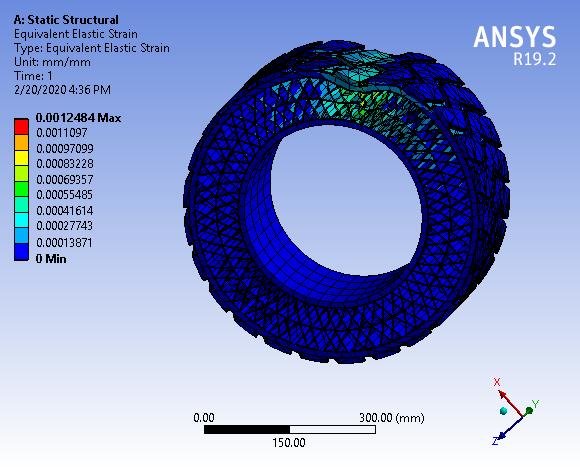 A: Static Structural
Equivalent Elastic Strain
Type: Equivalent Elastic Strain
Unit: mm/mm
Time: 1
2/20/2020 4:36 PM
ANSYS
R19.2
0.0012484 Max
0.0011097
0.00097099
0.00083228
0.00069357
0.00055485
0.00041614
0.00027743
0.00013871
0 Min
0.00 300.00 (mm)
150.00
X
Y
Z